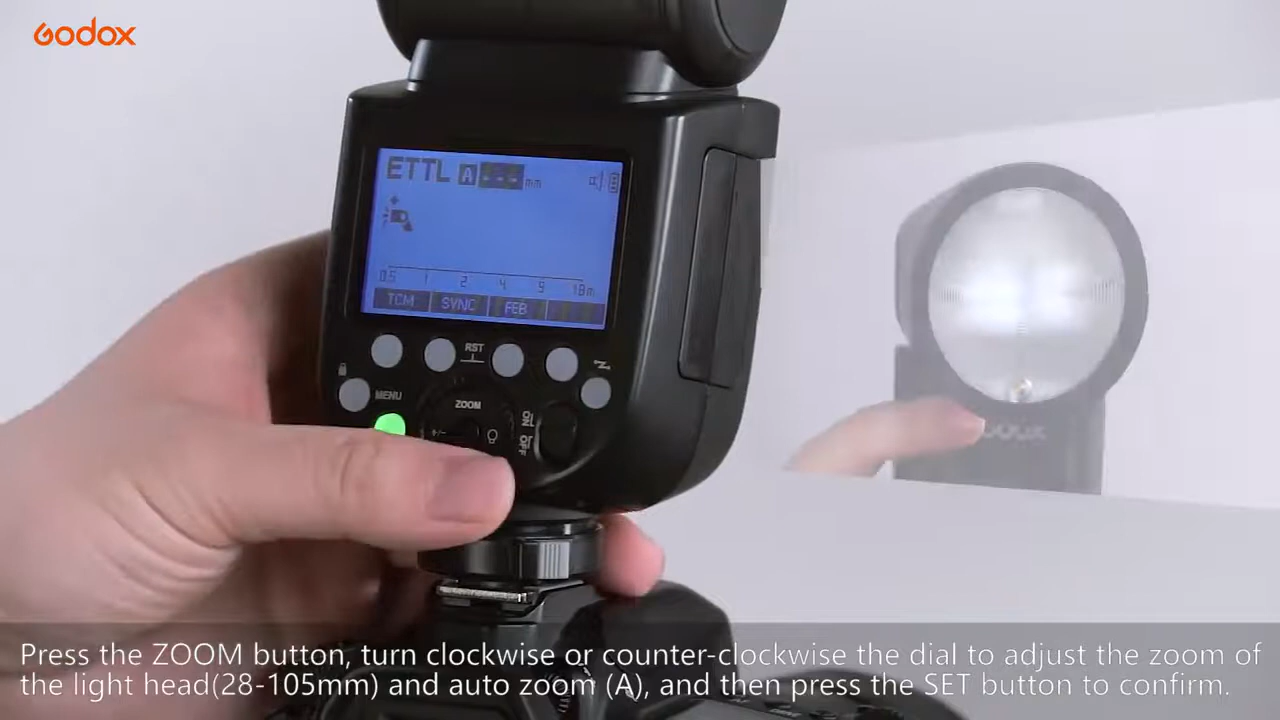 Godox
ETTL A --- mm
0.5 1 2 4 9 18m
TCM SYNC FEB
RST
MENU
ZOOM
ON
+/-
OFF
Press the ZOOM button, turn clockwise or counter-clockwise the dial to adjust the zoom of
the light head(28-105mm) and auto zoom (A), and then press the SET button to confirm.